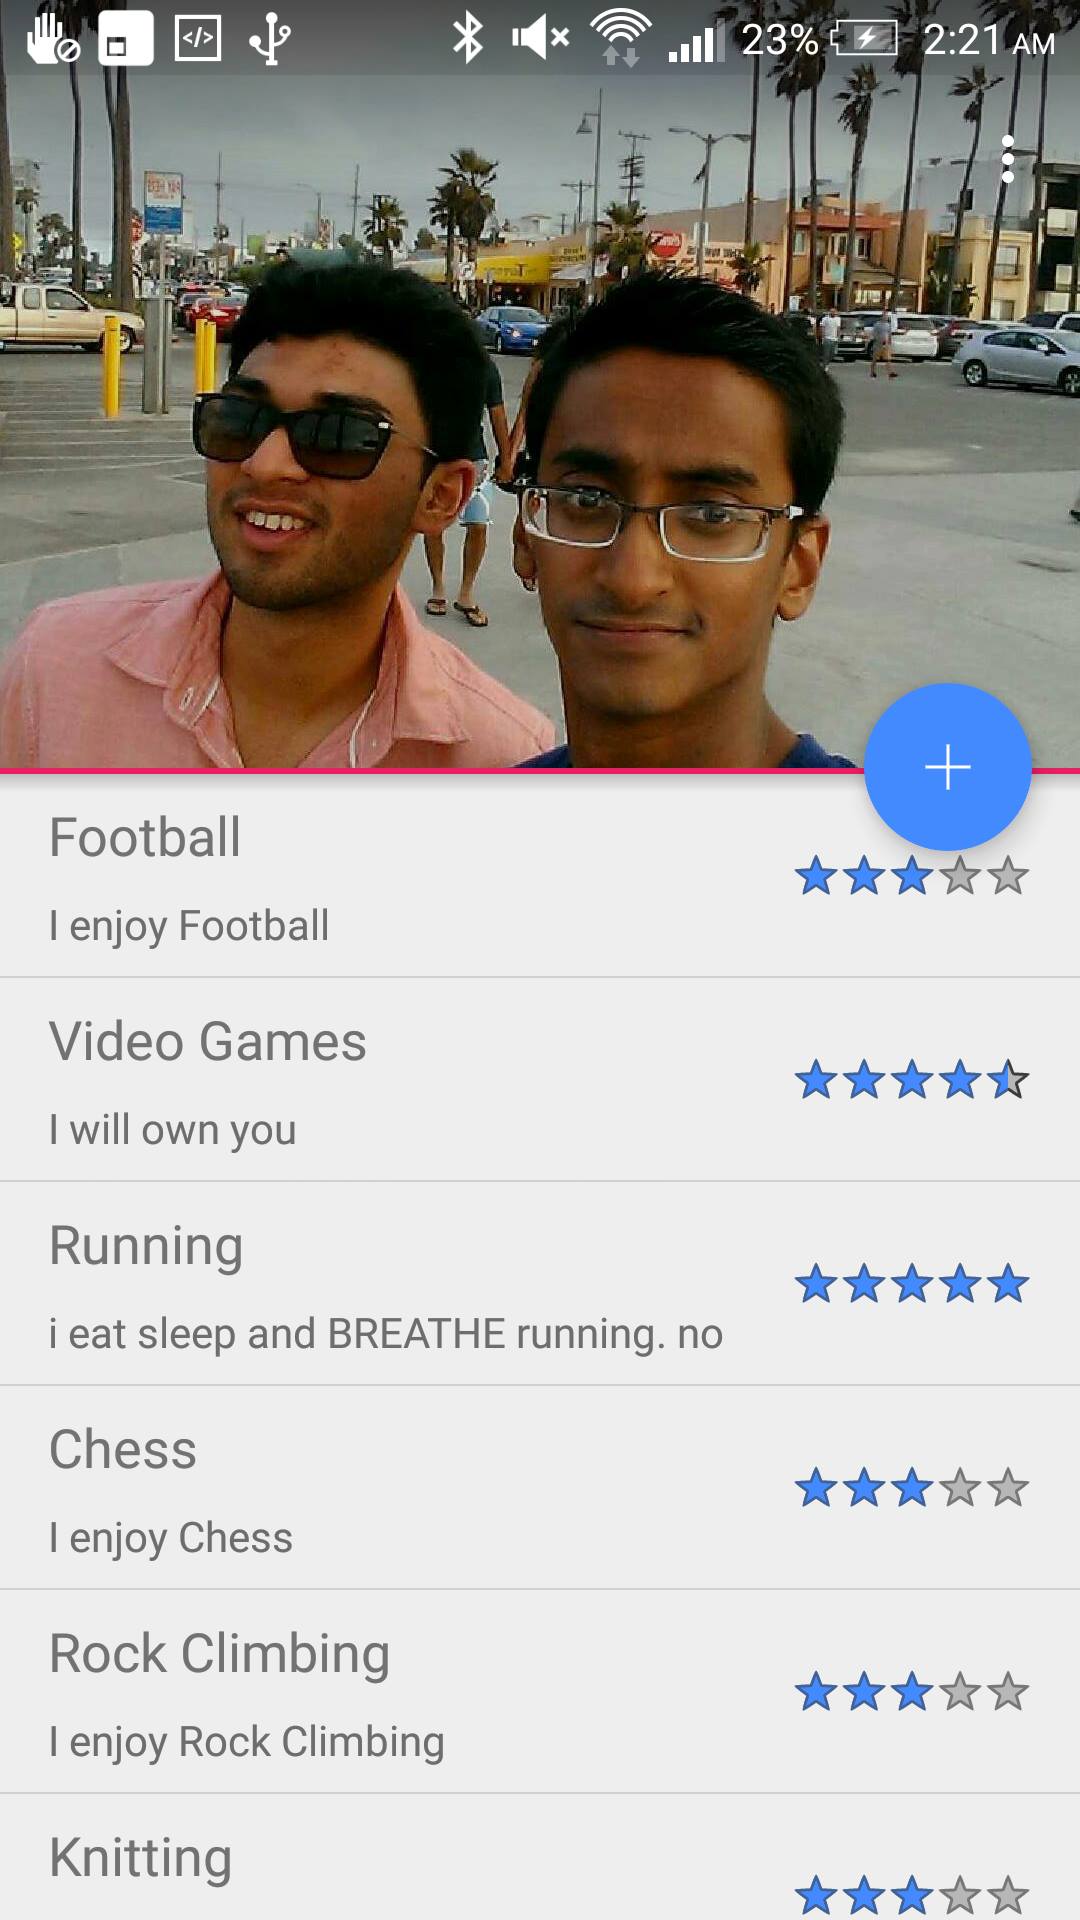 23% 2:21 AM
Football
I enjoy Football
Video Games
I will own you
Running
i eat sleep and BREATHE running. no
Chess
I enjoy Chess
Rock Climbing
I enjoy Rock Climbing
Knitting